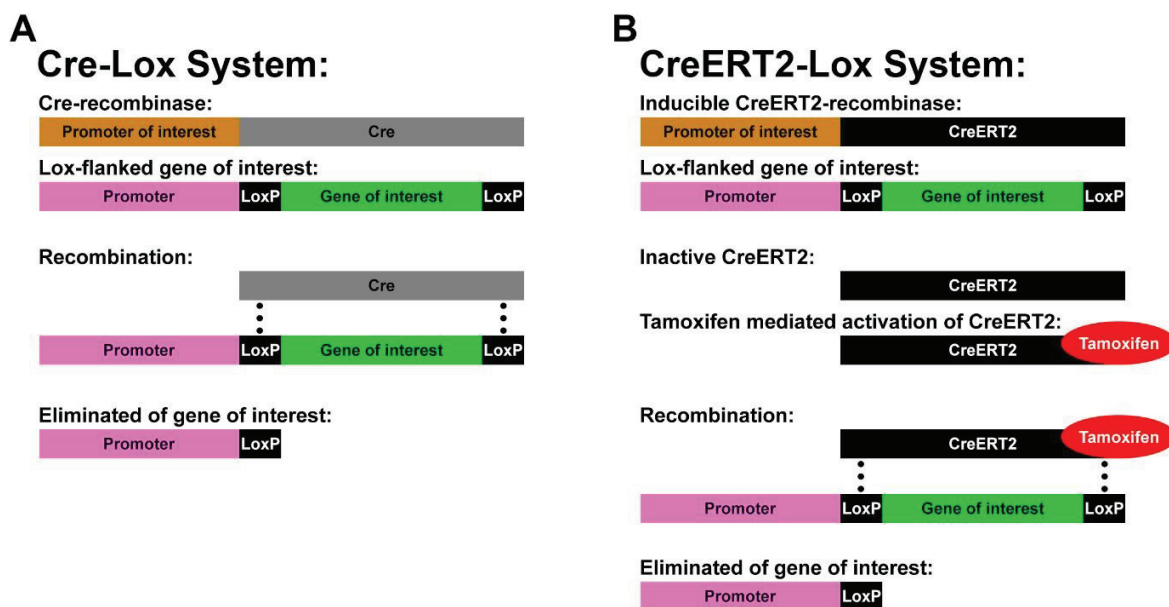 A
Cre-Lox System:
Cre-recombinase:
Promoter of interest Cre
Lox-flanked gene of interest:
Promoter LoxP Gene of interest LoxP
Recombination:
Cre
Promoter LoxP Gene of interest LoxP
Eliminated of gene of interest:
Promoter LoxP
B
CreERT2-Lox System:
Inducible CreERT2-recombinase:
Promoter of interest CreERT2
Lox-flanked gene of interest:
Promoter LoxP Gene of interest LoxP
Inactive CreERT2:
CreERT2
Tamoxifen mediated activation of CreERT2:
CreERT2 Tamoxifen
Recombination:
CreERT2 Tamoxifen
Promoter LoxP Gene of interest LoxP
Eliminated of gene of interest:
Promoter LoxP